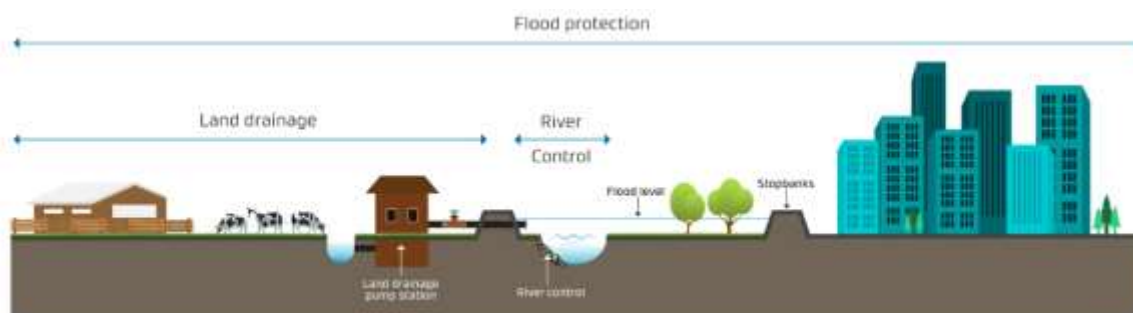 Flood protection
Land drainage
River
Control
Flood level
Stopbanks
Land drainage
pump station
River control